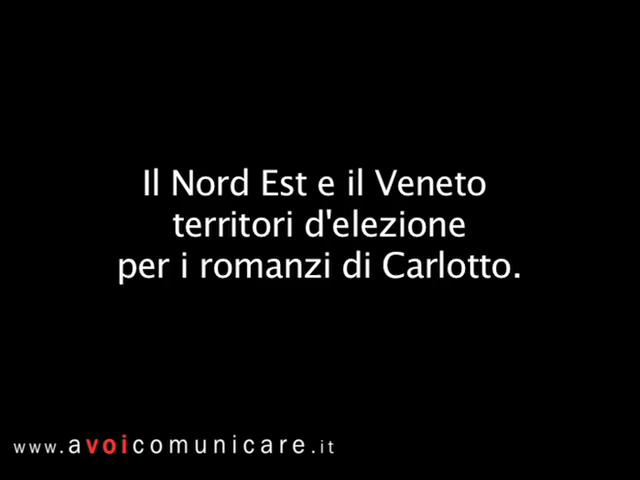 Il Nord Est e il Veneto
territori d'elezione
per i romanzi di Carlotto.
www.avoicomunicare.it